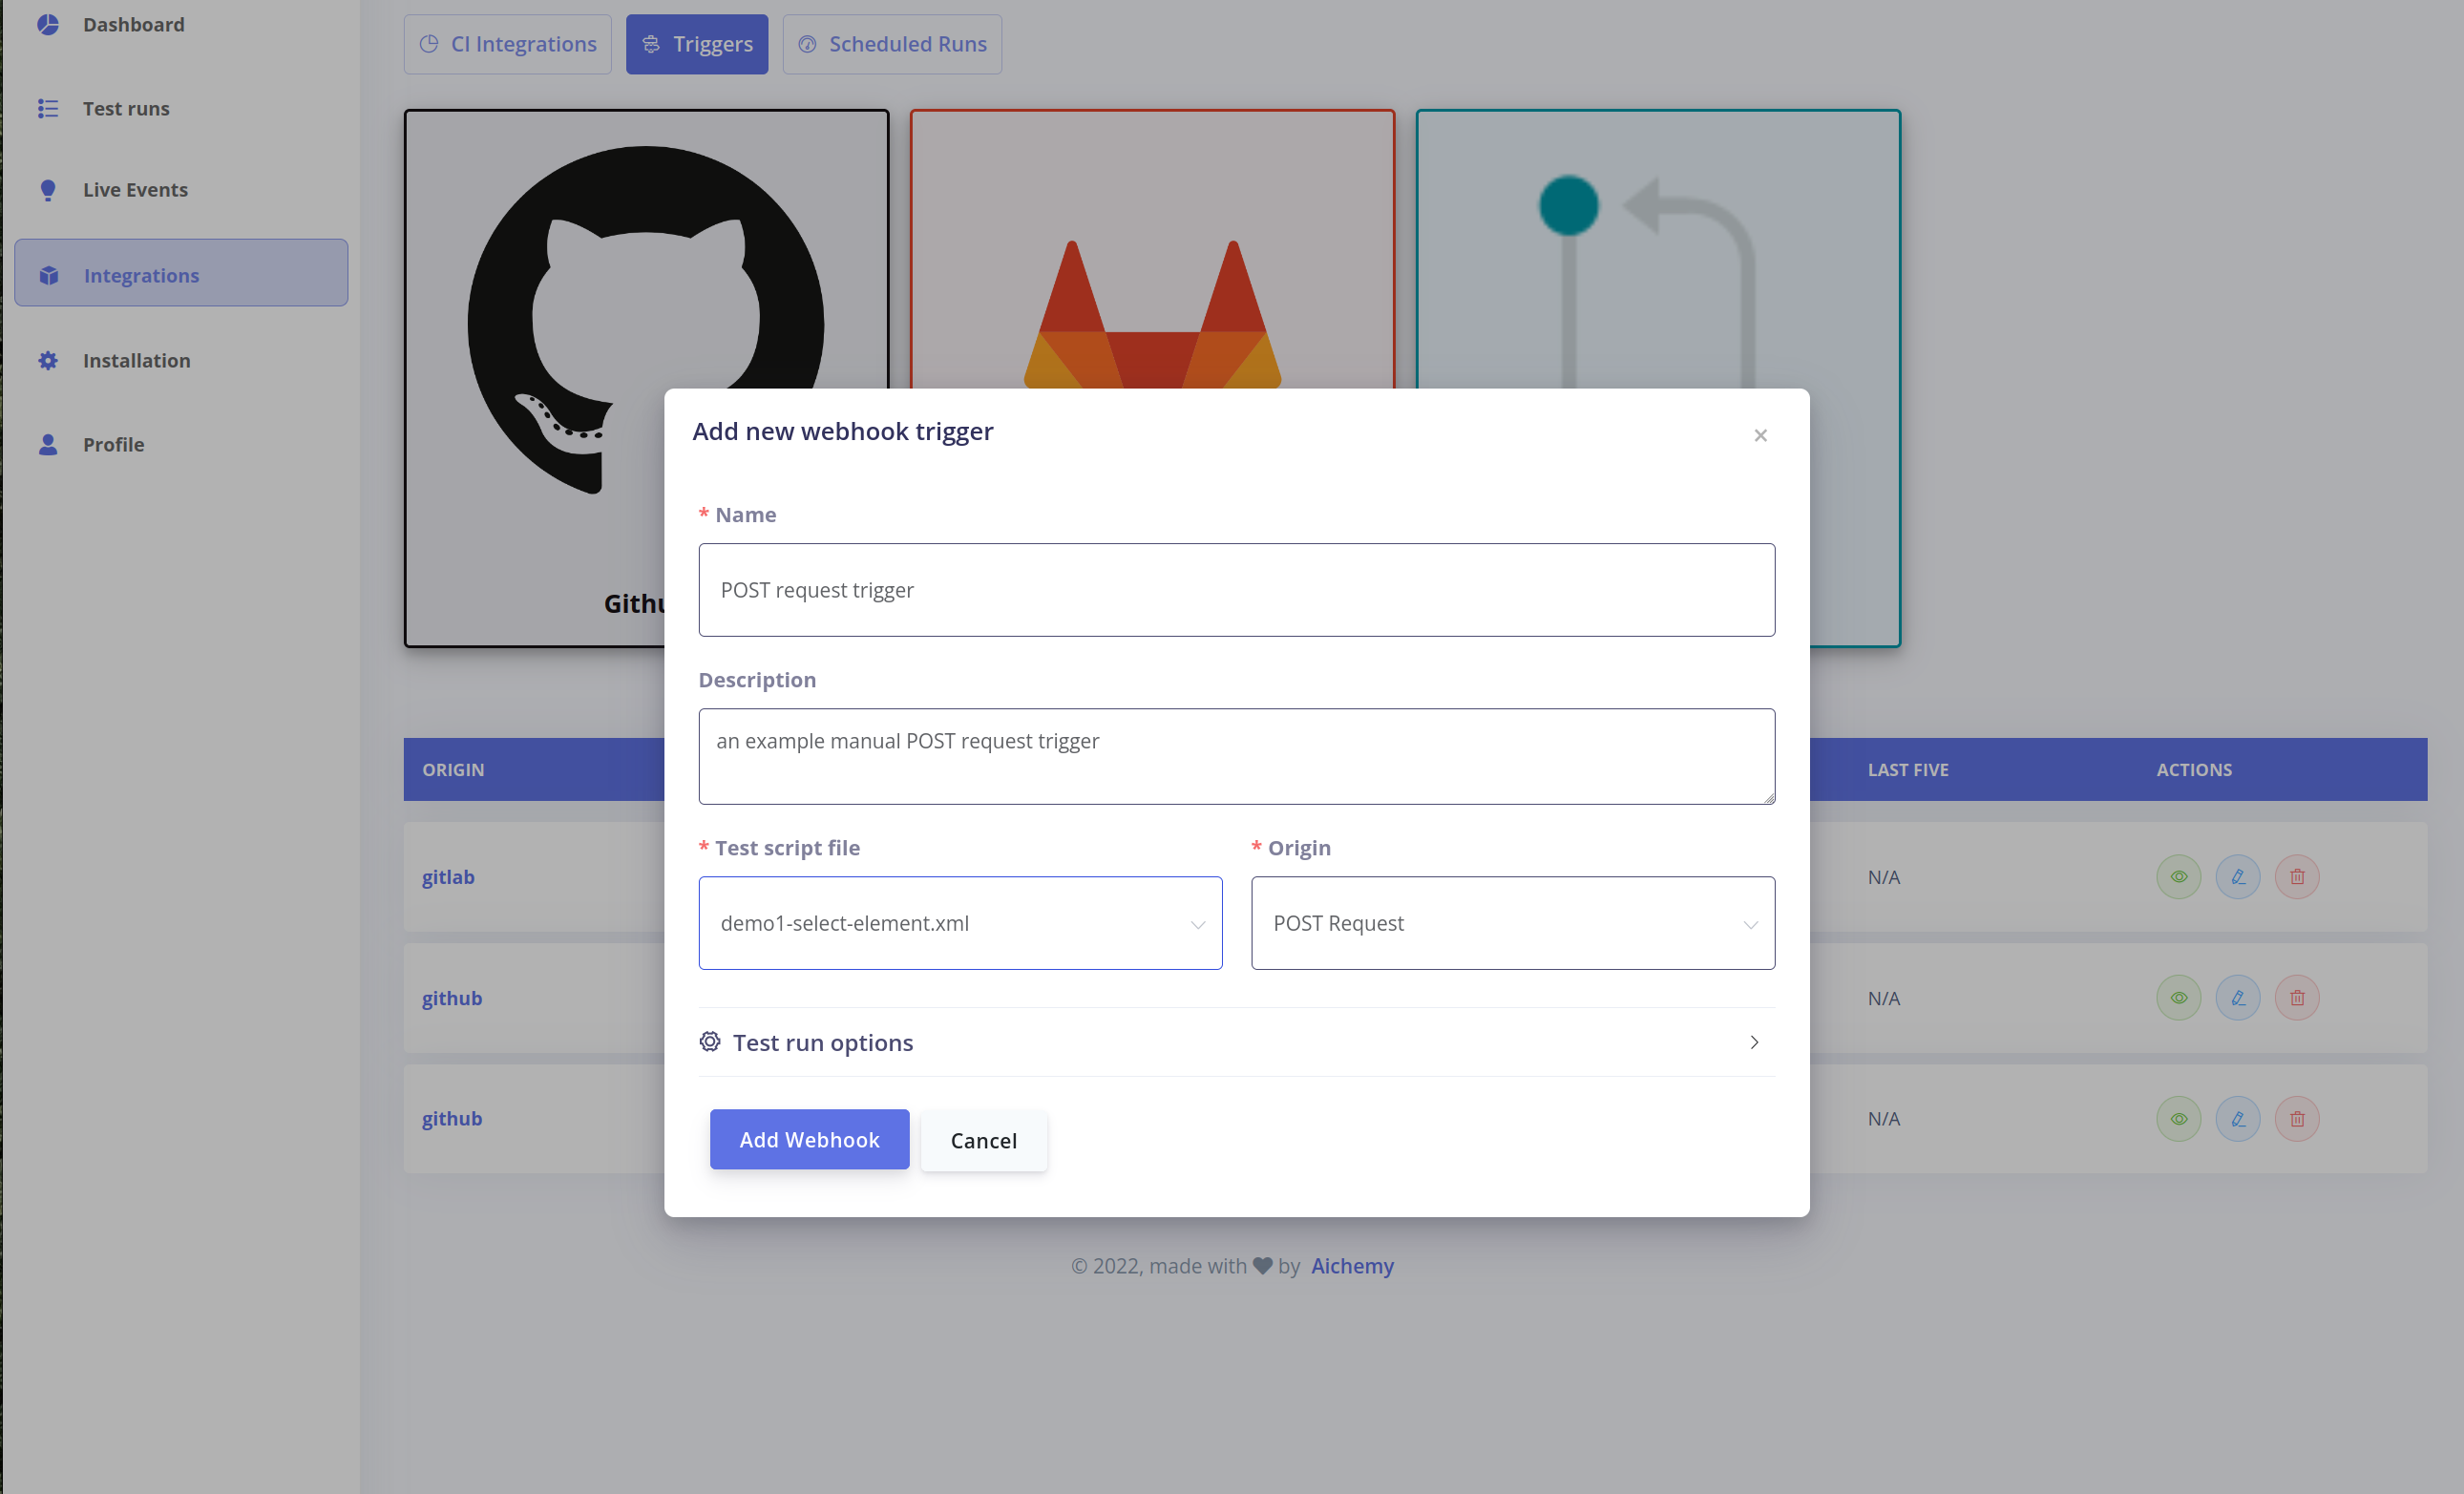 Dashboard
Test runs
Live Events
Integrations
Installation
Profile
CI Integrations
Triggers
Scheduled Runs
Add new webhook trigger
×
* Name
POST request trigger
Description
an example manual POST request trigger
* Test script file
* Origin
demo1-select-element.xml
POST Request
Test run options
Add Webhook
Cancel
ORIGIN
LAST FIVE
ACTIONS
gitlab
N/A
github
N/A
github
N/A
© 2022, made with by Aichemy